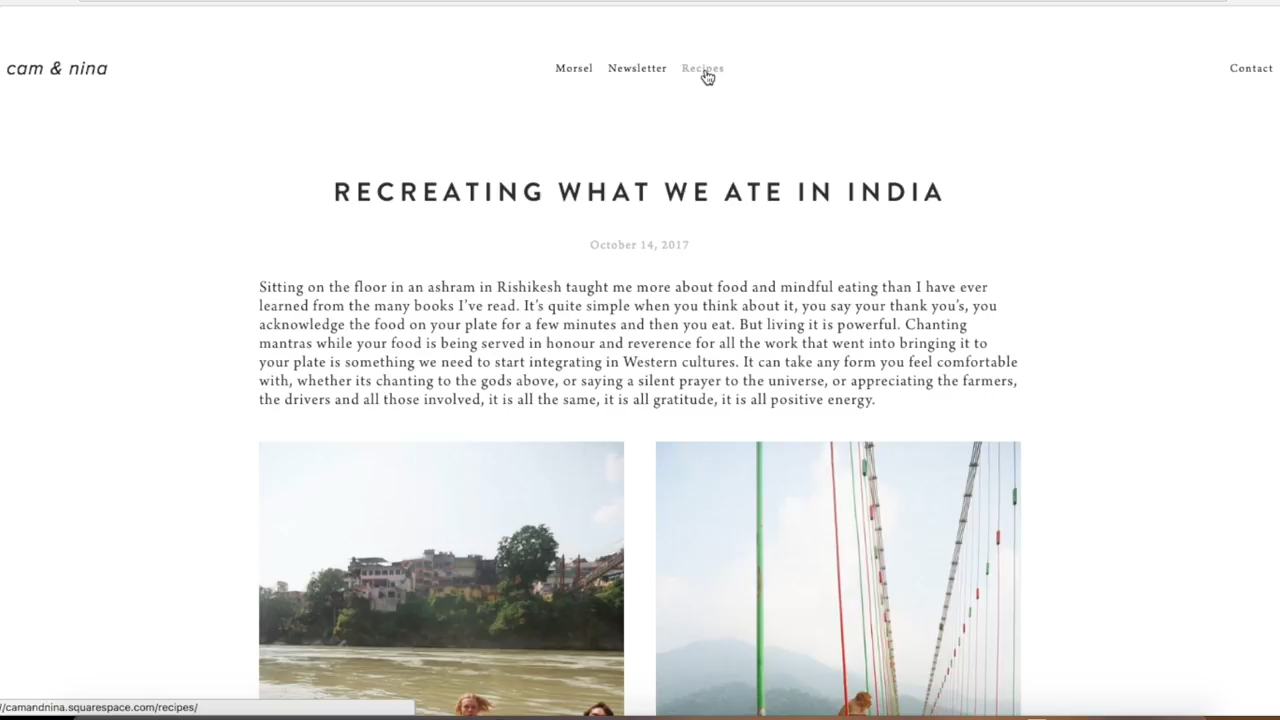 cam & nina
Morsel Newsletter Recipes
Contact
RECREATING WHAT WE ATE IN INDIA
October 14, 2017
Sitting on the floor in an ashram in Rishikesh taught me more about food and mindful eating than I have ever
learned from the many books I’ve read. It’s quite simple when you think about it, you say your thank you’s, you
acknowledge the food on your plate for a few minutes and then you eat. But living it is powerful. Chanting
mantras while your food is being served in honour and reverence for all the work that went into bringing it to
your plate is something we need to start integrating in Western cultures. It can take any form you feel comfortable
with, whether its chanting to the gods above, or saying a silent prayer to the universe, or appreciating the farmers,
the drivers and all those involved, it is all the same, it is all gratitude, it is all positive energy.
//camandnina.squarespace.com/recipes/